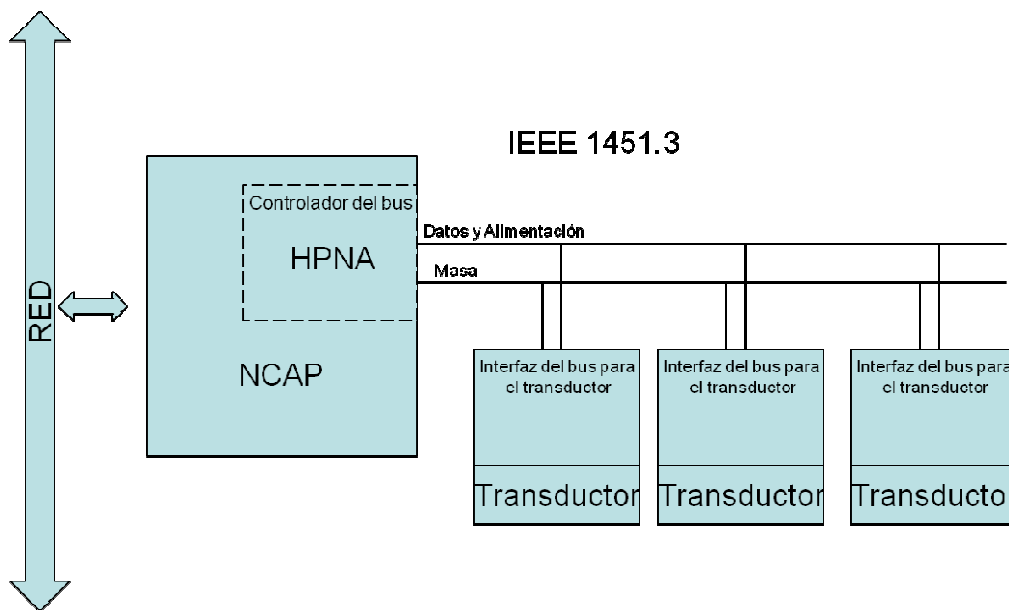 IEEE 1451.3
Controlador del bus
HPNA
Datos y Alimentación
Masa
RED
NCAP
Interfaz del bus para
el transductor
Transductor
Interfaz del bus para
el transductor
Transductor
Interfaz del bus para
el transductor
Transducto